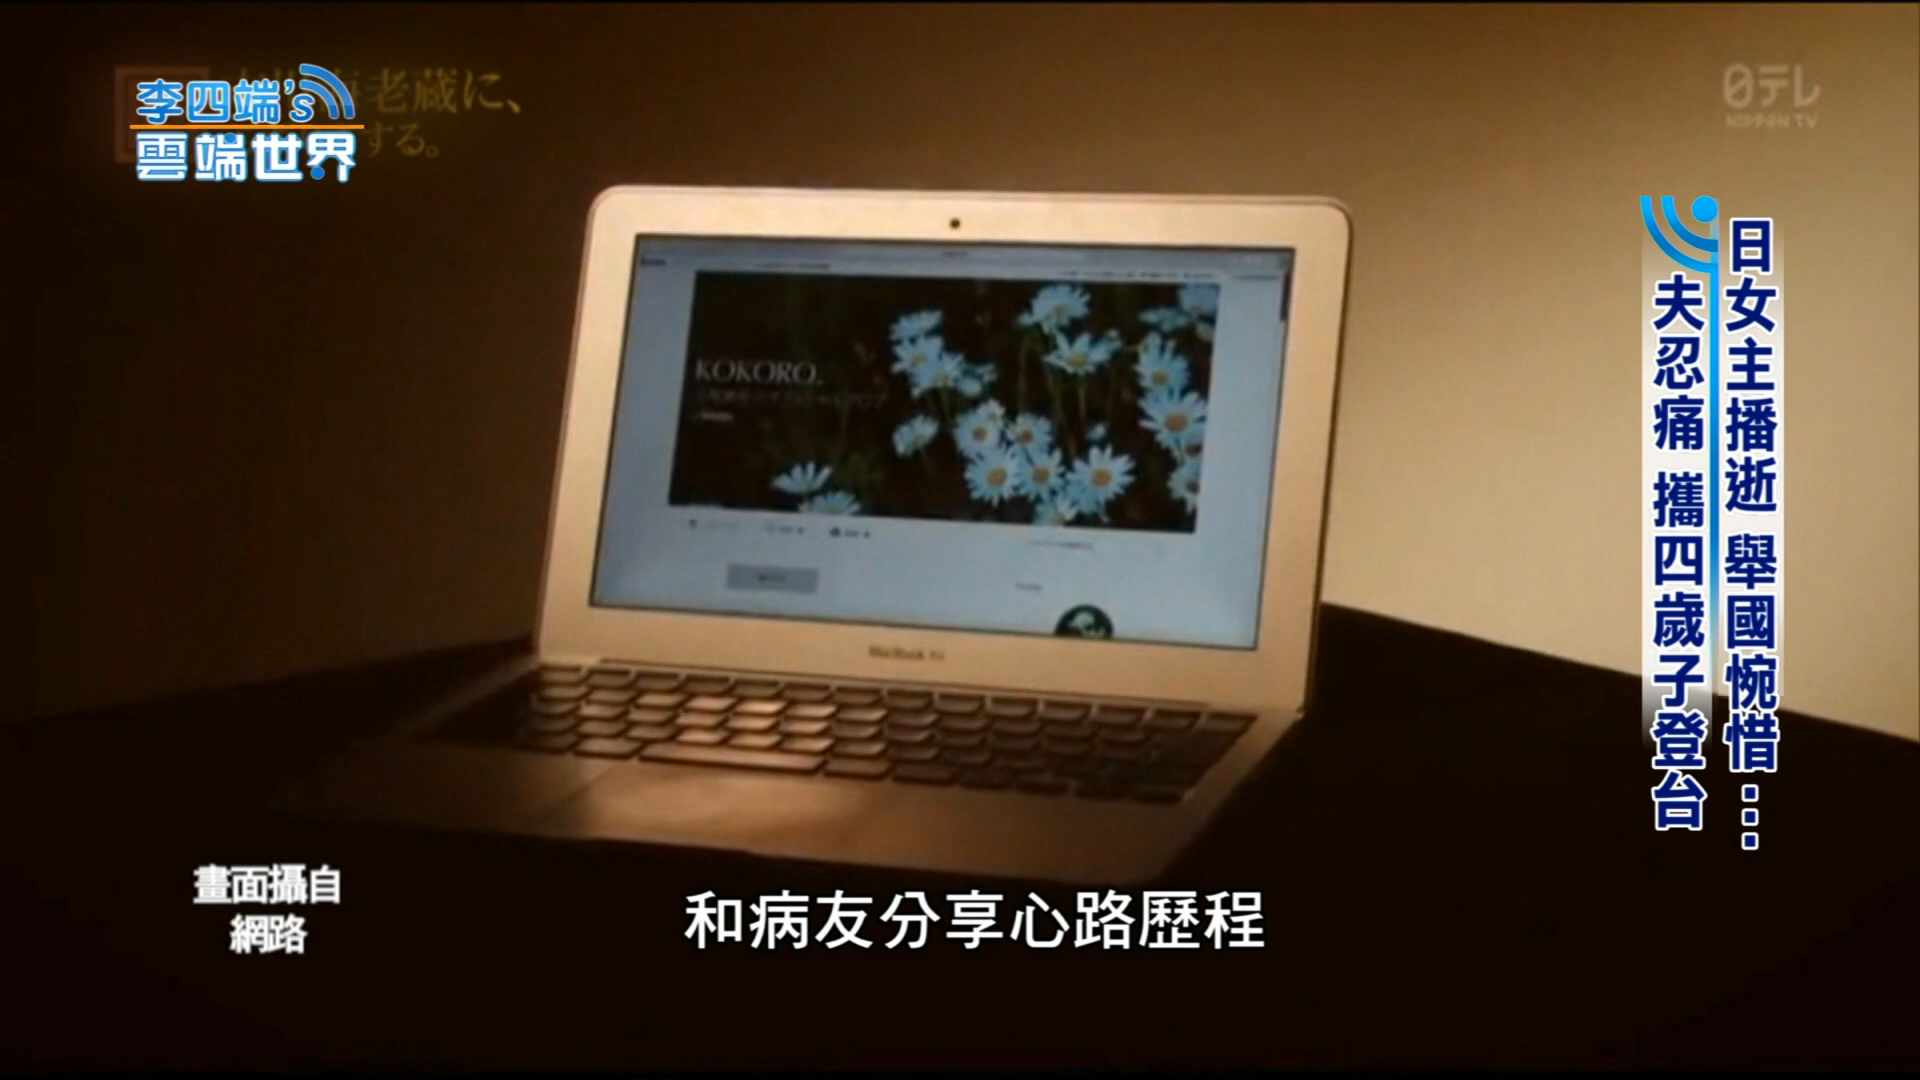 李四端's
雲端世界
老蔵に、
する。
日テレ
NIPPON TV
日女主播逝 舉國惋惜…
夫忍痛 攜四歲子登台
KOKORO.
MacBook Air
畫面攝自
網路
和病友分享心路歷程